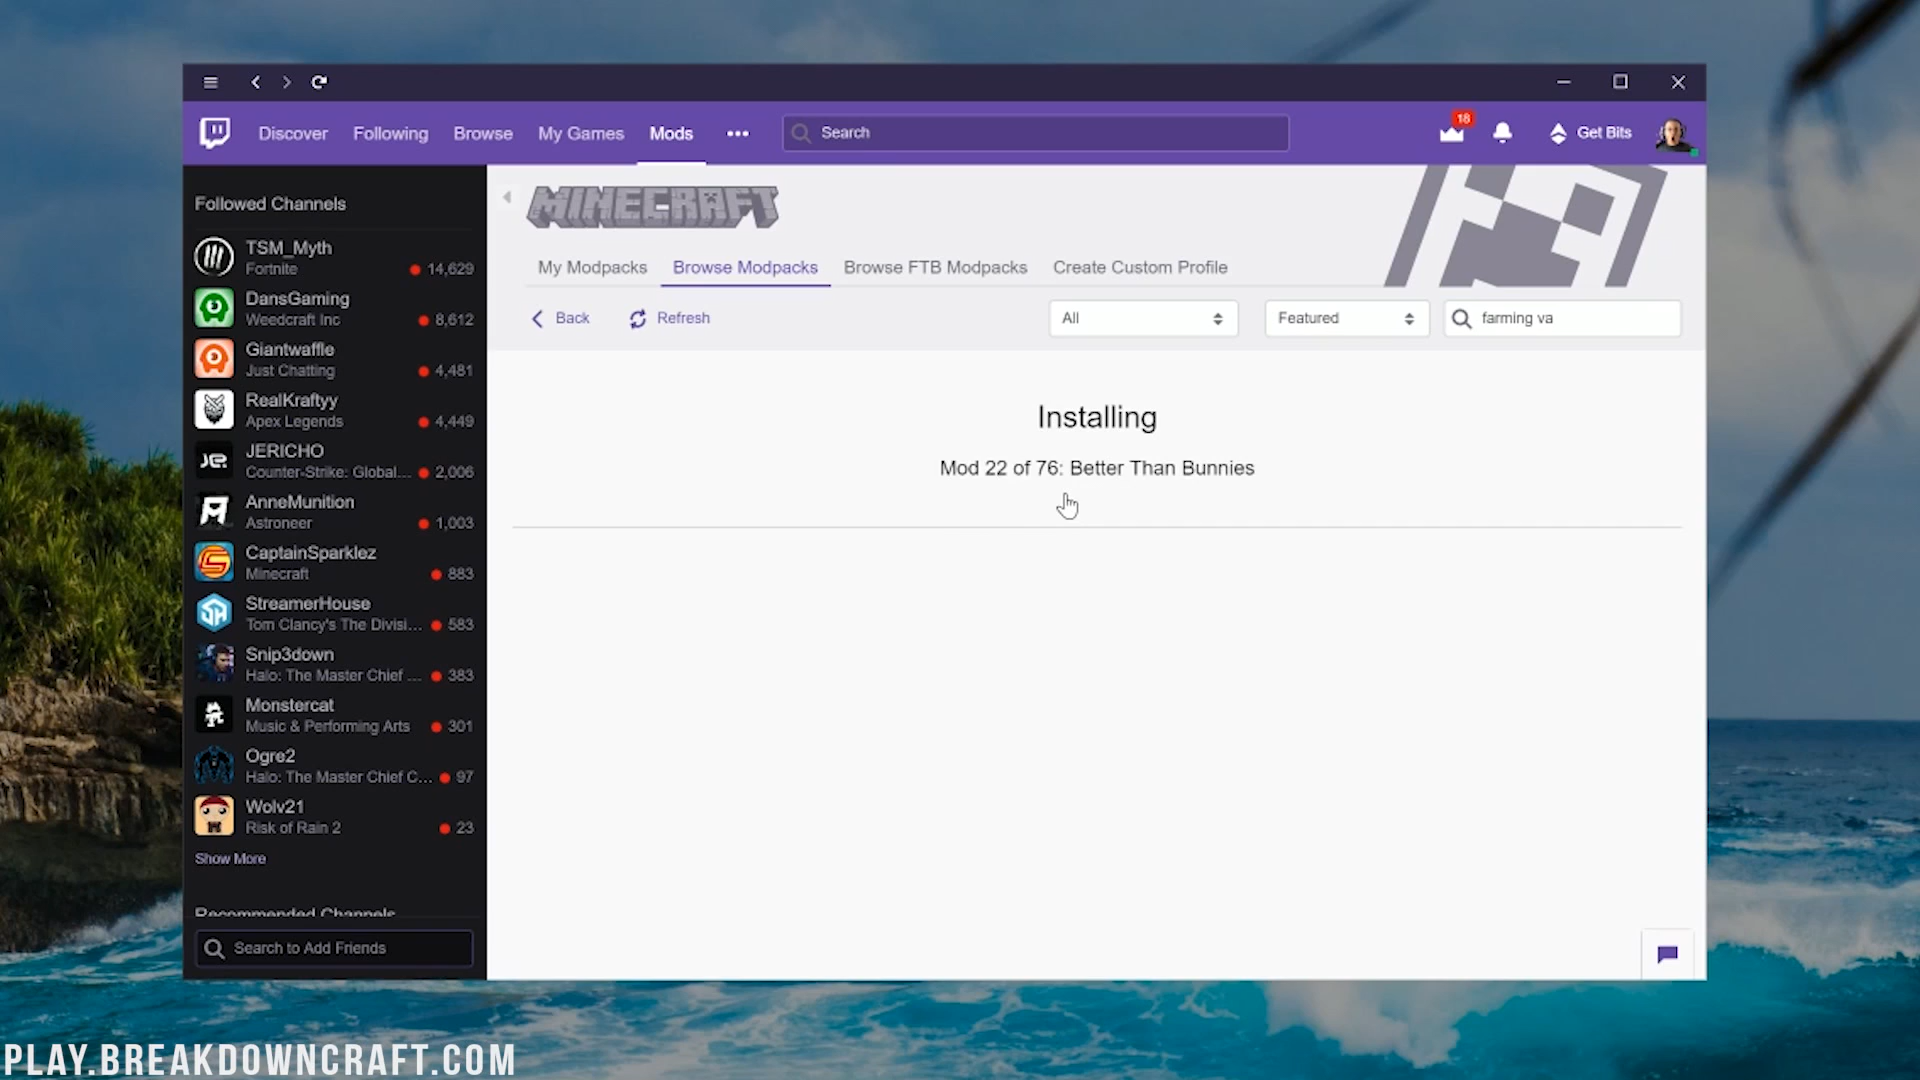 Discover
Following
Browse
My Games
Mods
Search
18
Get Bits
Followed Channels
TSM_Myth
Fortnite
14,629
DansGaming
Weedcraft Inc
8,612
Giantwaffle
Just Chatting
4,481
RealKraftyy
Apex Legends
4,449
JERICHO
Counter-Strike: Global...
2,006
AnneMunition
Astroneer
1,003
CaptainSparklez
Minecraft
883
StreamerHouse
Tom Clancy's The Divisi...
583
Snip3down
Halo: The Master Chief ...
383
Monstercat
Music & Performing Arts
301
Ogre2
Halo: The Master Chief C...
97
Wolv21
Risk of Rain 2
23
Show More
Recommended Channels
Search to Add Friends
MINECRAFT
My Modpacks
Browse Modpacks
Browse FTB Modpacks
Create Custom Profile
Back
Refresh
All
Featured
farming va
Installing
Mod 22 of 76: Better Than Bunnies
PLAY.BREAKDOWNCRAFT.COM